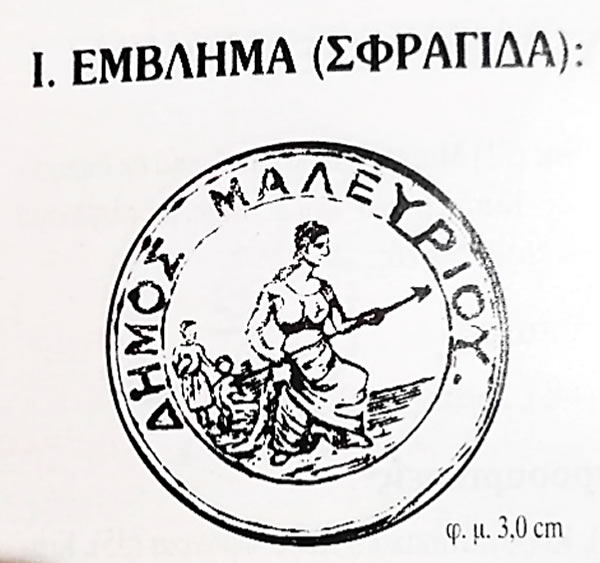 Ι. ΕΜΒΛΗΜΑ (ΣΦΡΑΓΙΔΑ):
ΔΗΜΟΣ ΜΑΛΕΥΡΙΟΥ.
φ. μ. 3,0 cm